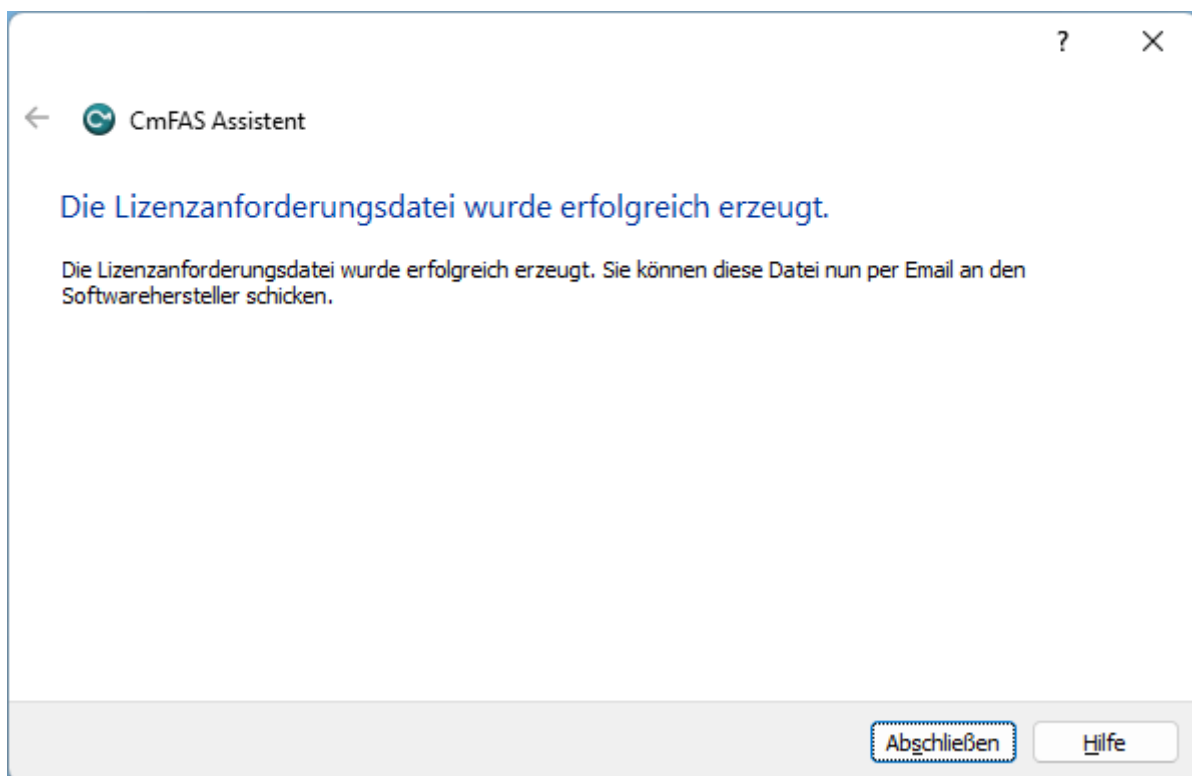 ?
CmFAS Assistent
Die Lizenzanforderungsdatei wurde erfolgreich erzeugt.
Die Lizenzanforderungsdatei wurde erfolgreich erzeugt. Sie können diese Datei nun per Email an den
Softwarehersteller schicken.
Abschließen Hilfe